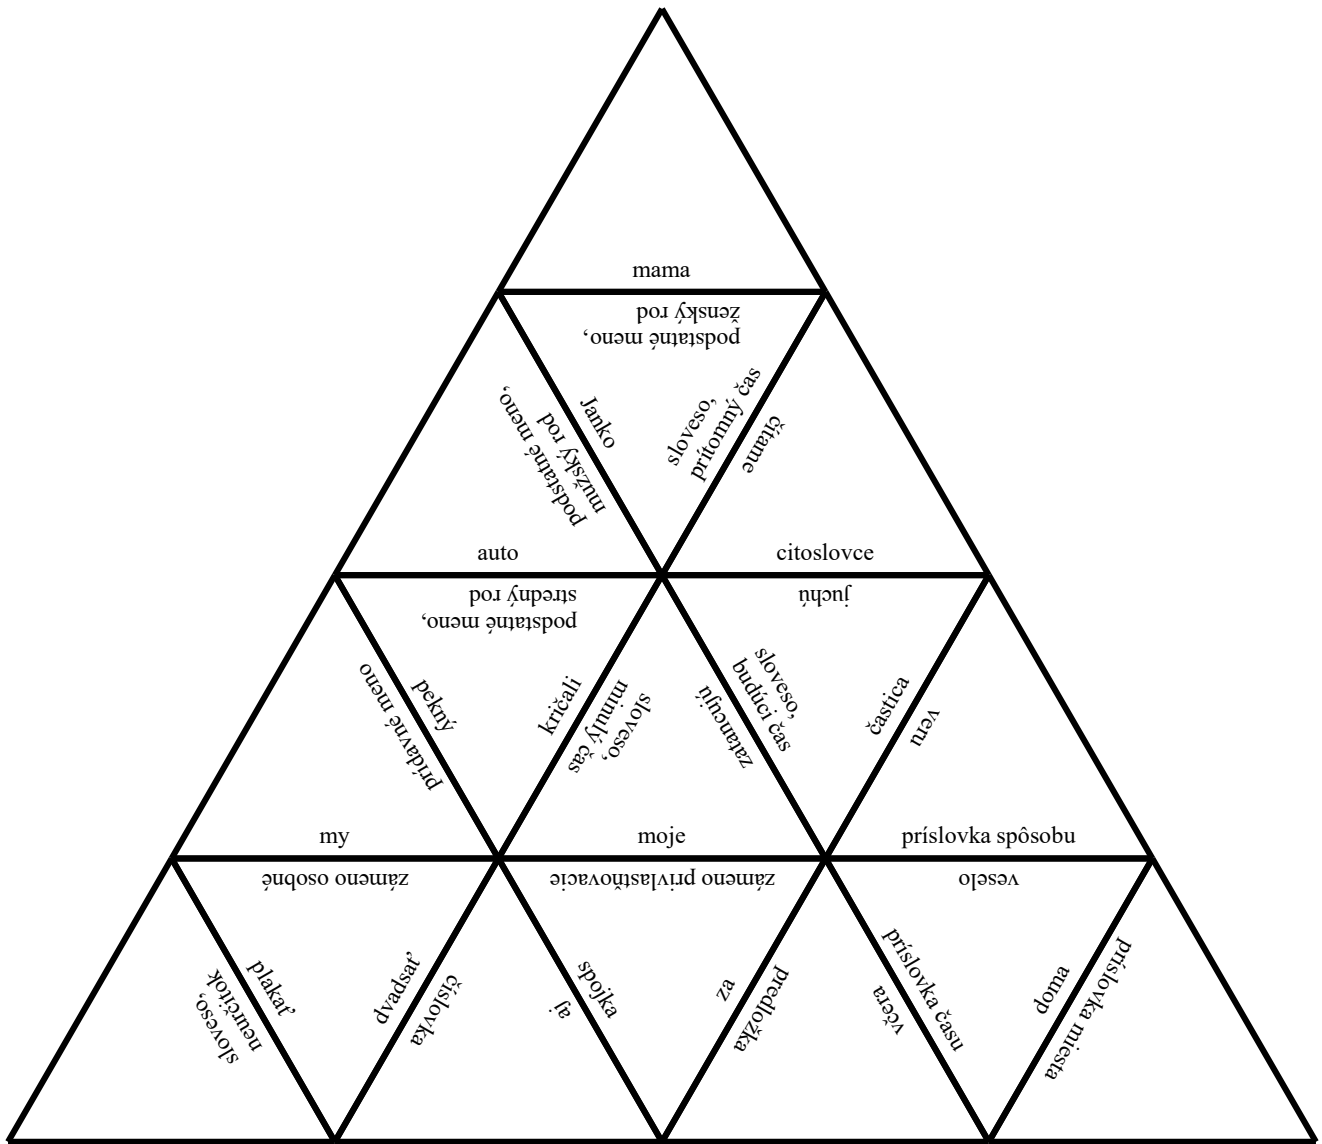 mama
podstatné meno,
ženský rod
Janko
podstatné meno,
mužský rod
sloveso,
prítomný čas
čítame
auto
podstatné meno,
stredný rod
citoslovce
juchú
pekný
prídavné meno
kričali
sloveso,
minulý čas
sloveso,
budúci čas
zatancujú
častica
veru
my
zámeno osobné
moje
zámeno privlastňovacie
príslovka spôsobu
veselo
plakať
sloveso,
neurčitok
dvadsať
číslovka
spojka
aj
za
predložka
príslovka času
včera
doma
príslovka miesta